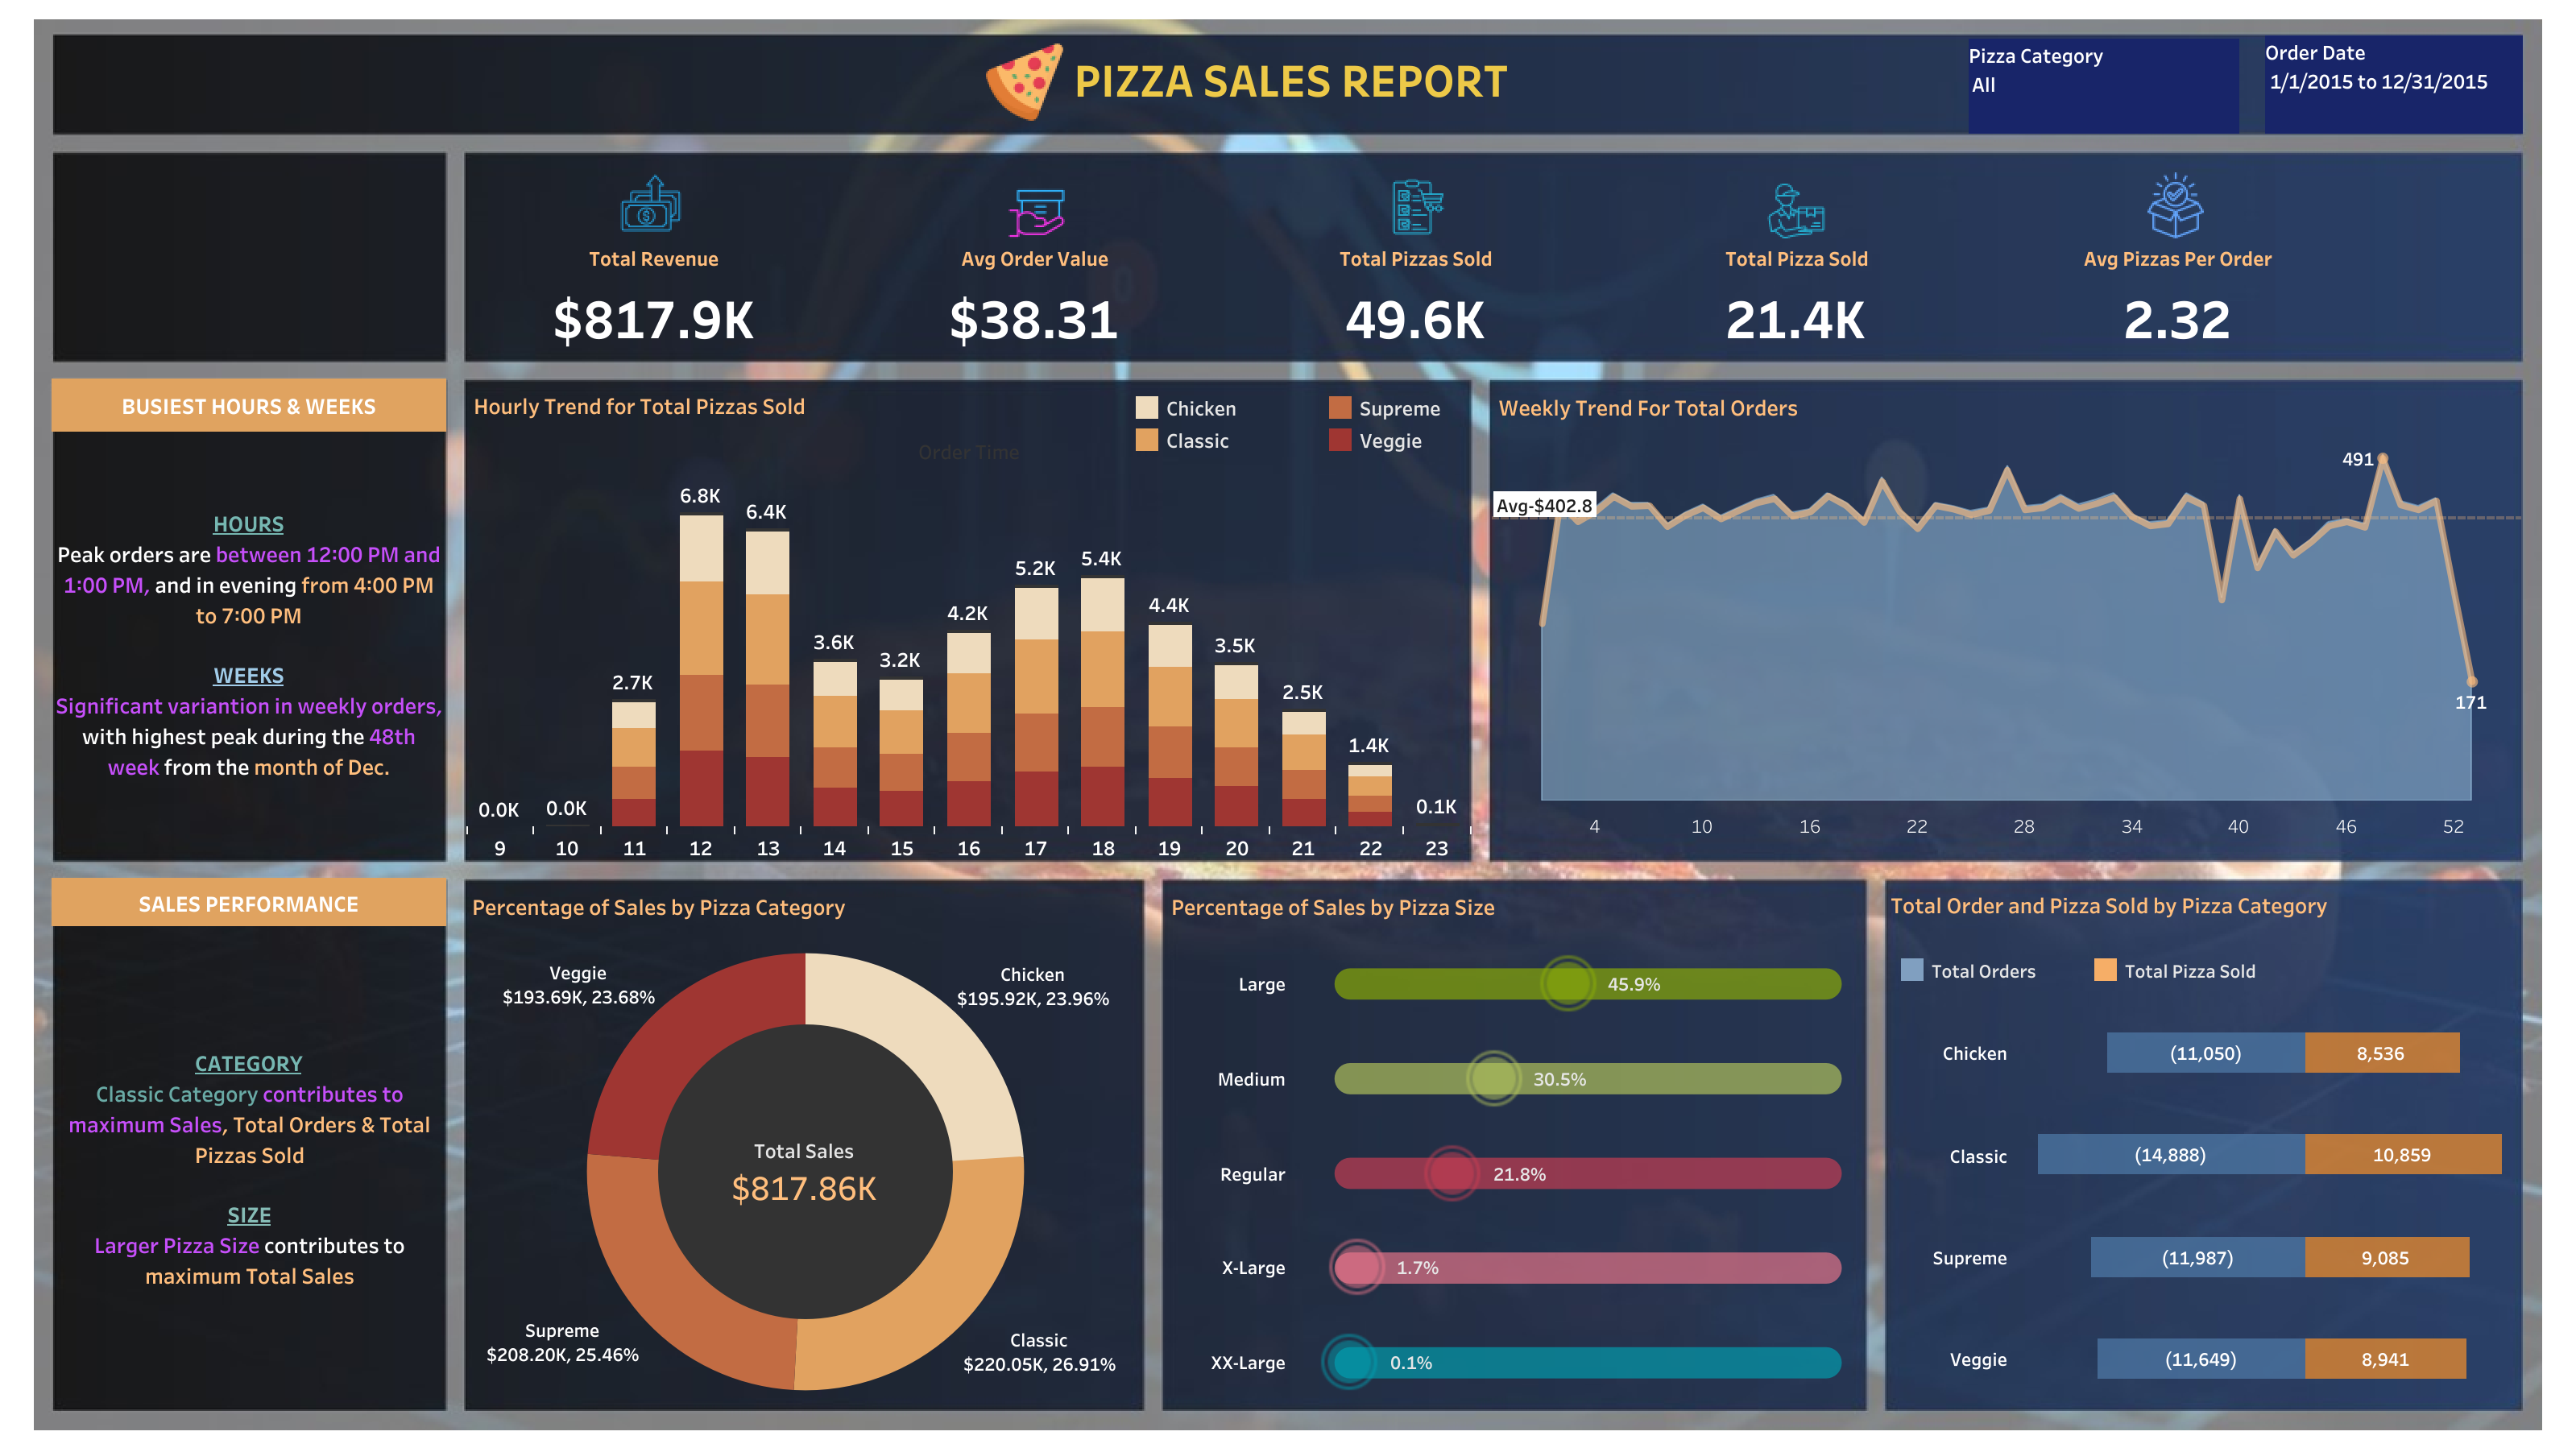 PIZZA SALES REPORT
Pizza Category
All
Order Date
1/1/2015 to 12/31/2015
Total Revenue
$817.9K
Avg Order Value
$38.31
Total Pizzas Sold
49.6K
Total Pizza Sold
21.4K
Avg Pizzas Per Order
2.32
BUSIEST HOURS & WEEKS
HOURS
Peak orders are between 12:00 PM and
1:00 PM, and in evening from 4:00 PM
to 7:00 PM
WEEKS
Significant variantion in weekly orders,
with highest peak during the 48th
week from the month of Dec.
Hourly Trend for Total Pizzas Sold
Chicken
Supreme
Classic
Veggie
Order Time
0.0K
0.0K
2.7K
6.8K
6.4K
3.6K
3.2K
4.2K
5.2K
5.4K
4.4K
3.5K
2.5K
1.4K
0.1K
9 10 11 12 13 14 15 16 17 18 19 20 21 22 23
Weekly Trend For Total Orders
Avg-$402.8
491
171
4 10 16 22 28 34 40 46 52
SALES PERFORMANCE
CATEGORY
Classic Category contributes to
maximum Sales, Total Orders & Total
Pizzas Sold
SIZE
Larger Pizza Size contributes to
maximum Total Sales
Percentage of Sales by Pizza Category
Veggie
$193.69K, 23.68%
Chicken
$195.92K, 23.96%
Total Sales
$817.86K
Supreme
$208.20K, 25.46%
Classic
$220.05K, 26.91%
Percentage of Sales by Pizza Size
Large 45.9%
Medium 30.5%
Regular 21.8%
X-Large 1.7%
XX-Large 0.1%
Total Order and Pizza Sold by Pizza Category
Total Orders
Total Pizza Sold
Chicken (11,050) 8,536
Classic (14,888) 10,859
Supreme (11,987) 9,085
Veggie (11,649) 8,941